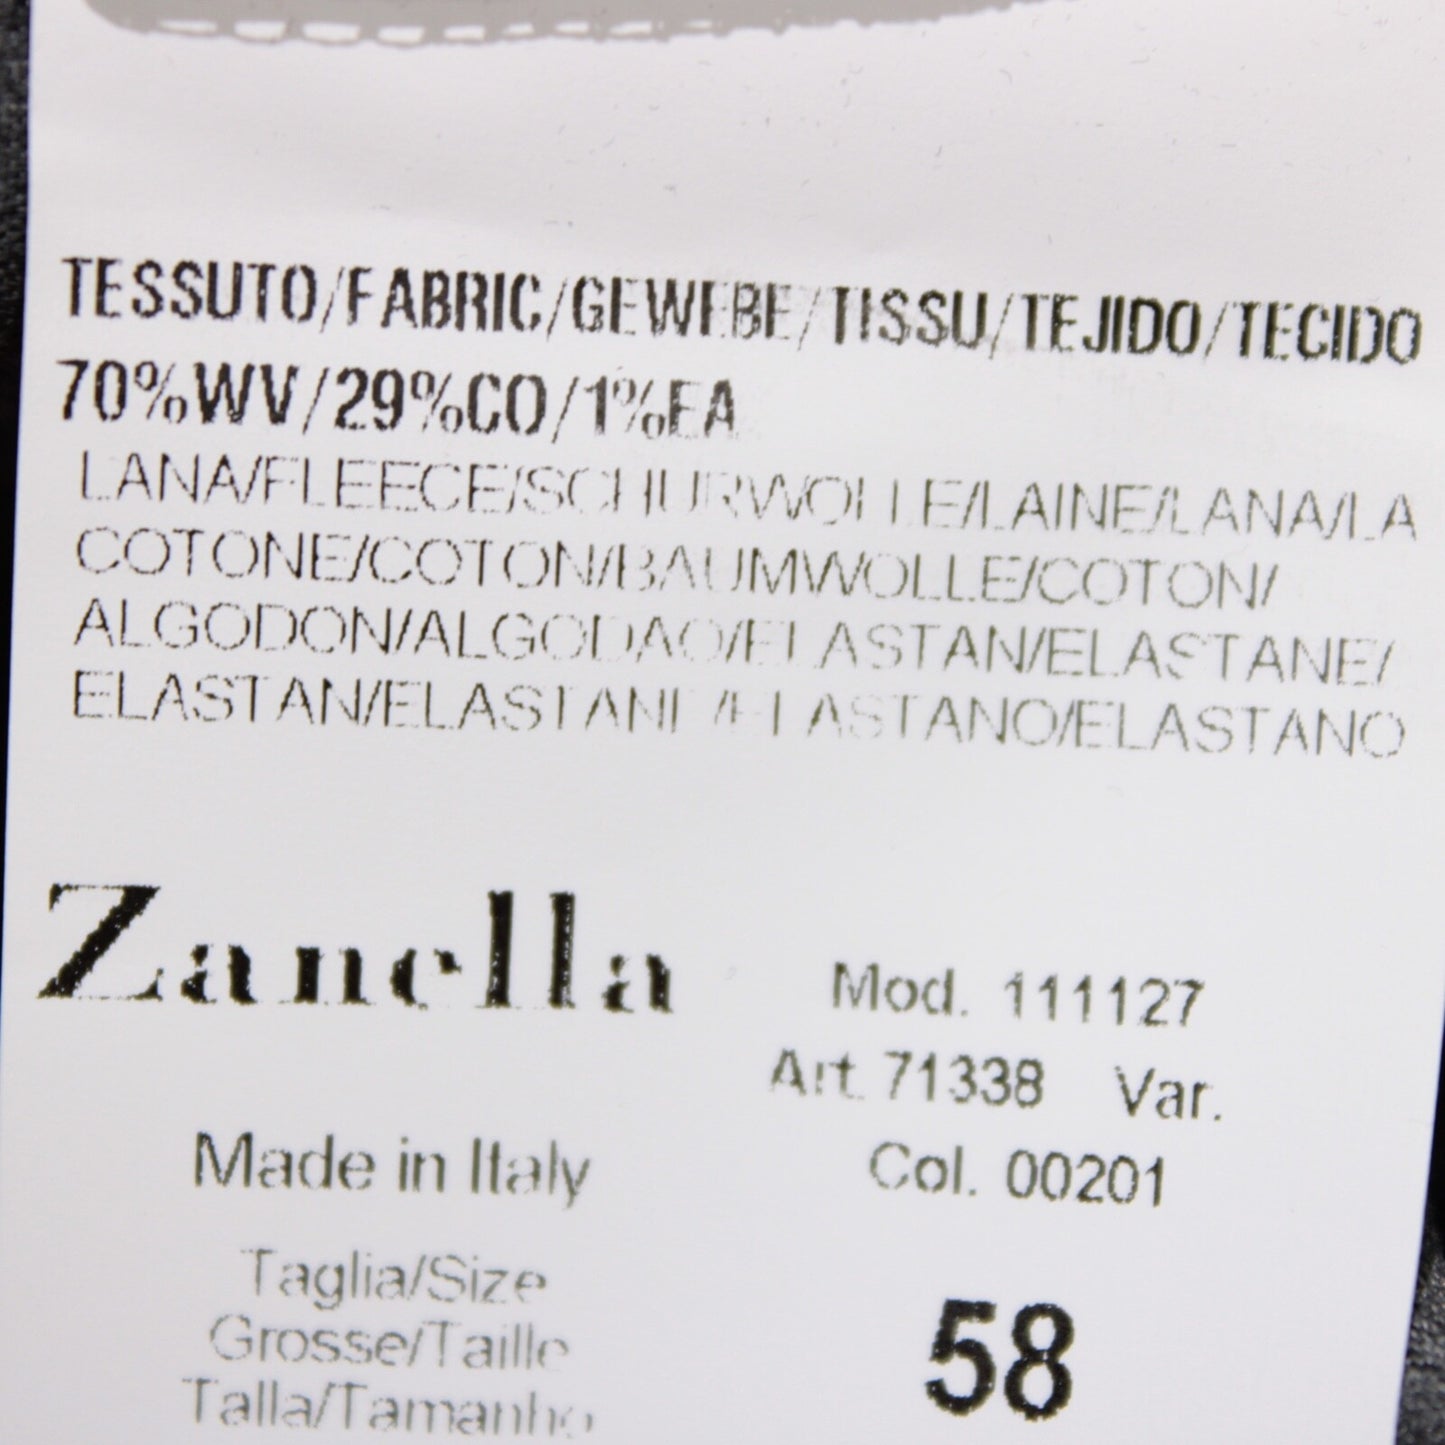 TESSUTO/FABRIC/GEWEBE/TISSU/TEJIDO/TECIDO
70%WV/29%CO/1%EA
LANA/FLEECE/SCHURWOLLE/LAINE/LANA/LA
COTONE/COTON/BAUMWOLLE/COTON/
ALGODON/ALGODAO/ELASTAN/ELASTANE/
ELASTAN/ELASTANE/ELASTANO/ELASTANO
Zanella
Mod. 111127
Art. 71338 Var.
Made in Italy
Col. 00201
Taglia/Size
Grosse/Taille
Talla/Tamanho
58